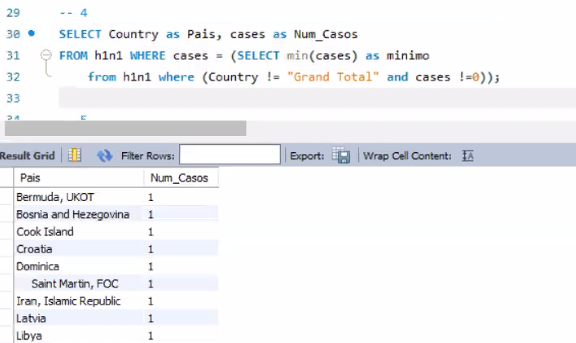 29 -- 4
30 SELECT Country as Pais, cases as Num_Casos
31 FROM h1n1 WHERE cases = (SELECT min(cases) as minimo
32 from h1n1 where (Country != "Grand Total" and cases !=0));
33
34 5
Result Grid Filter Rows: Export: Wrap Cell Content: IA
Pais Num_Casos
Bermuda, UKOT 1
Bosnia and Hezegovina 1
Cook Island 1
Croatia 1
Dominica 1
Saint Martin, FOC 1
Iran, Islamic Republic 1
Latvia 1
Libya 1